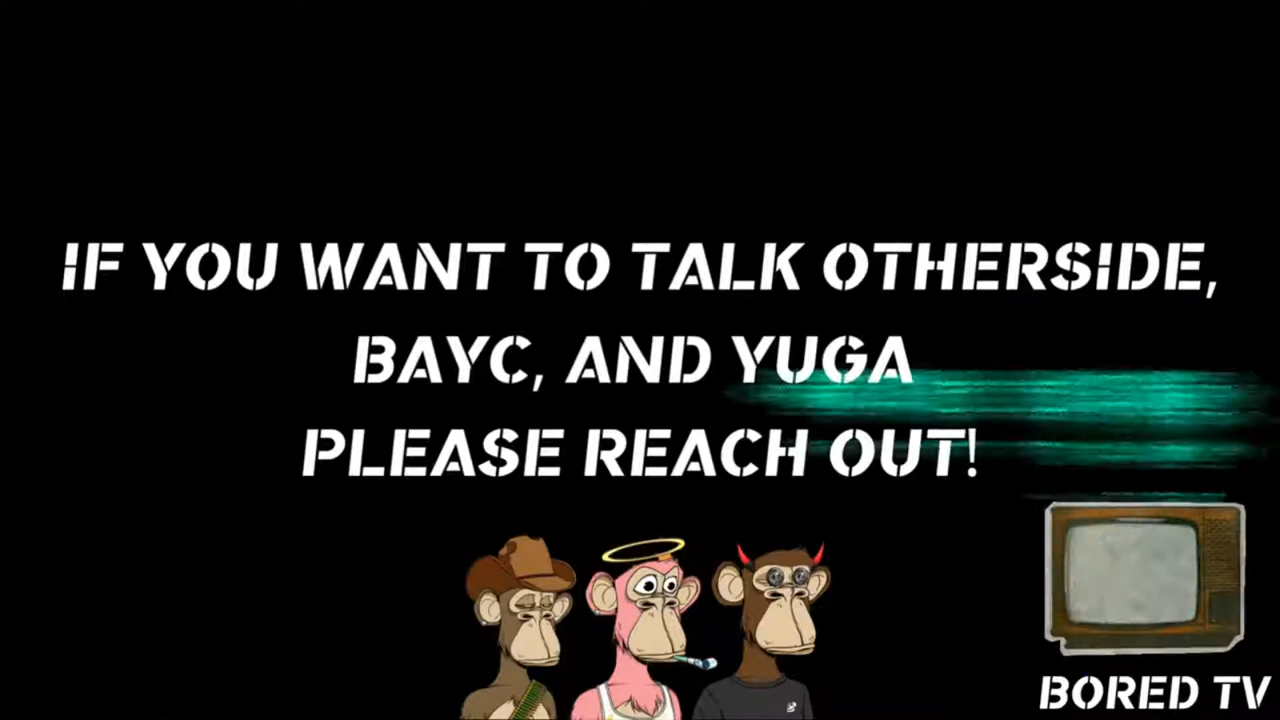 IF YOU WANT TO TALK OTHERSIDE,
BAYC, AND YUGA
PLEASE REACH OUT!
BORED TV